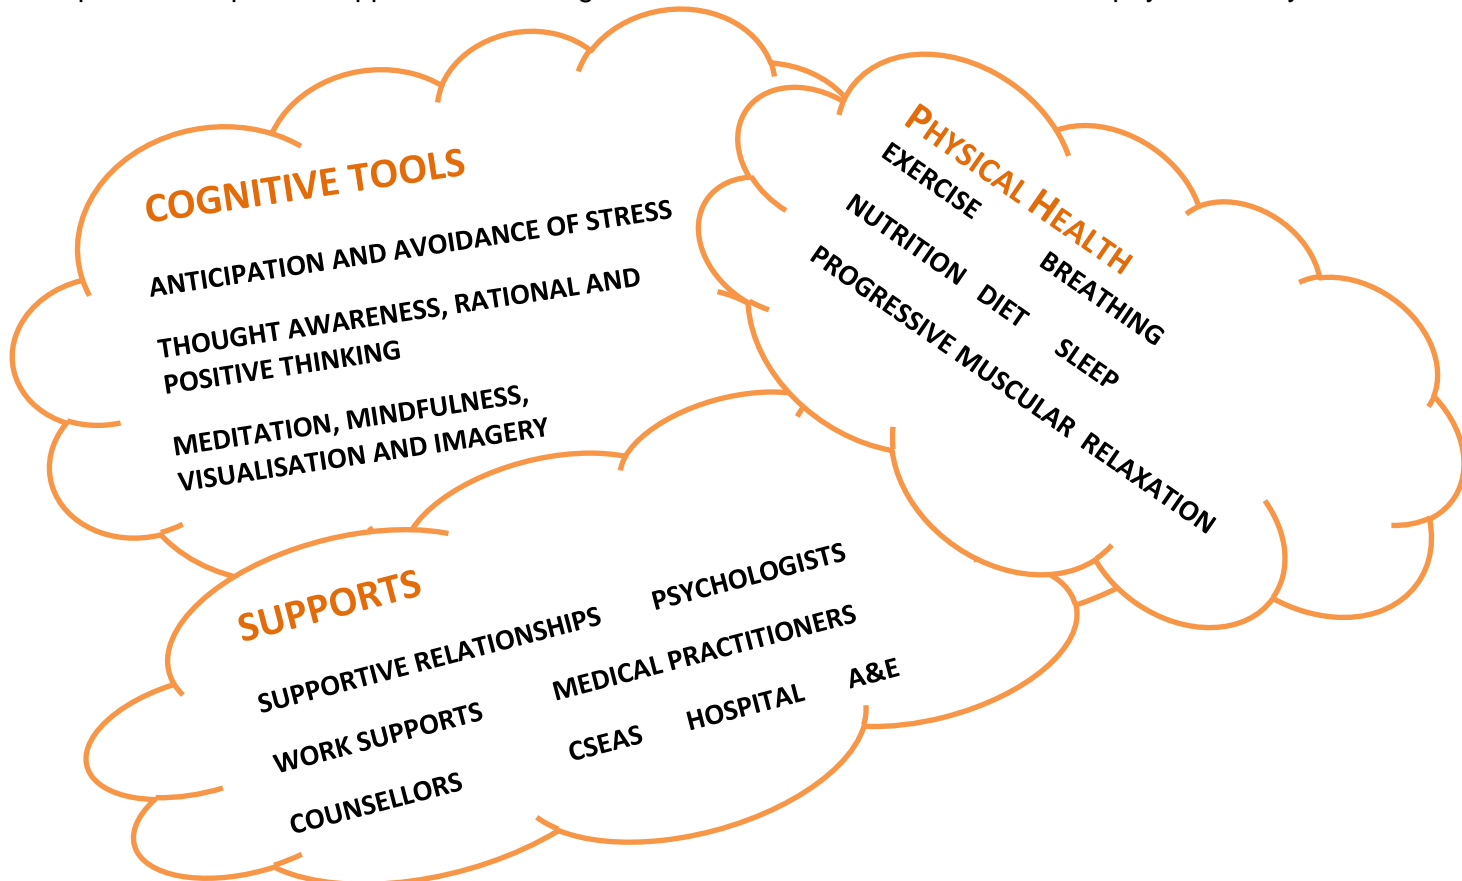 COGNITIVE TOOLS
ANTICIPATION AND AVOIDANCE OF STRESS
THOUGHT AWARENESS, RATIONAL AND
POSITIVE THINKING
MEDITATION, MINDFULNESS,
VISUALISATION AND IMAGERY
PHYSICAL HEALTH
EXERCISE BREATHING
NUTRITION DIET SLEEP
PROGRESSIVE MUSCULAR RELAXATION
SUPPORTS
SUPPORTIVE RELATIONSHIPS PSYCHOLOGISTS
WORK SUPPORTS MEDICAL PRACTITIONERS
COUNSELLORS CSEAS HOSPITAL A&E